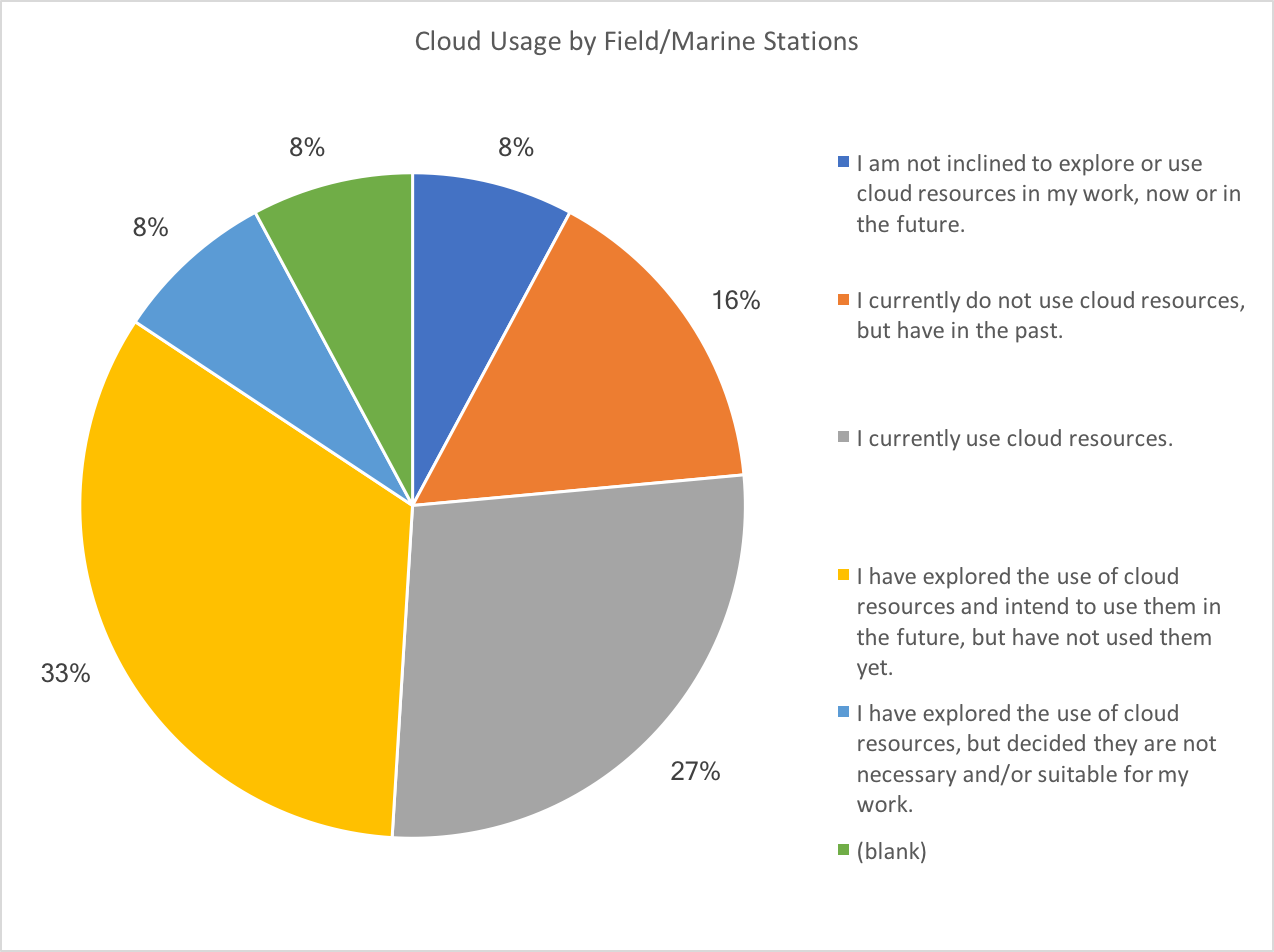 Cloud Usage by Field/Marine Stations
8%
8%
8%
16%
33%
27%
I am not inclined to explore or use
cloud resources in my work, now or in
the future.
I currently do not use cloud resources,
but have in the past.
I currently use cloud resources.
I have explored the use of cloud
resources and intend to use them in
the future, but have not used them
yet.
I have explored the use of cloud
resources, but decided they are not
necessary and/or suitable for my
work.
(blank)